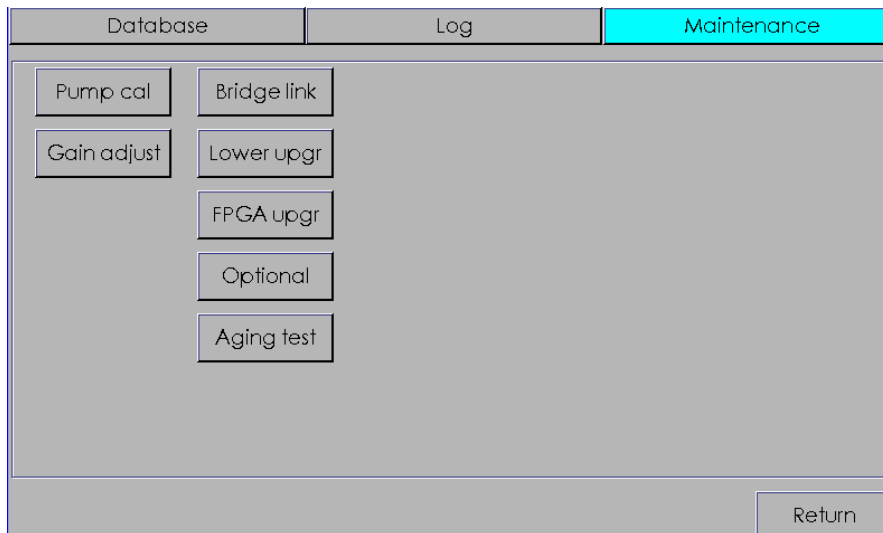 Database Log Maintenance
Pump cal Bridge link
Gain adjust Lower upgr
FPGA upgr
Optional
Aging test
Return